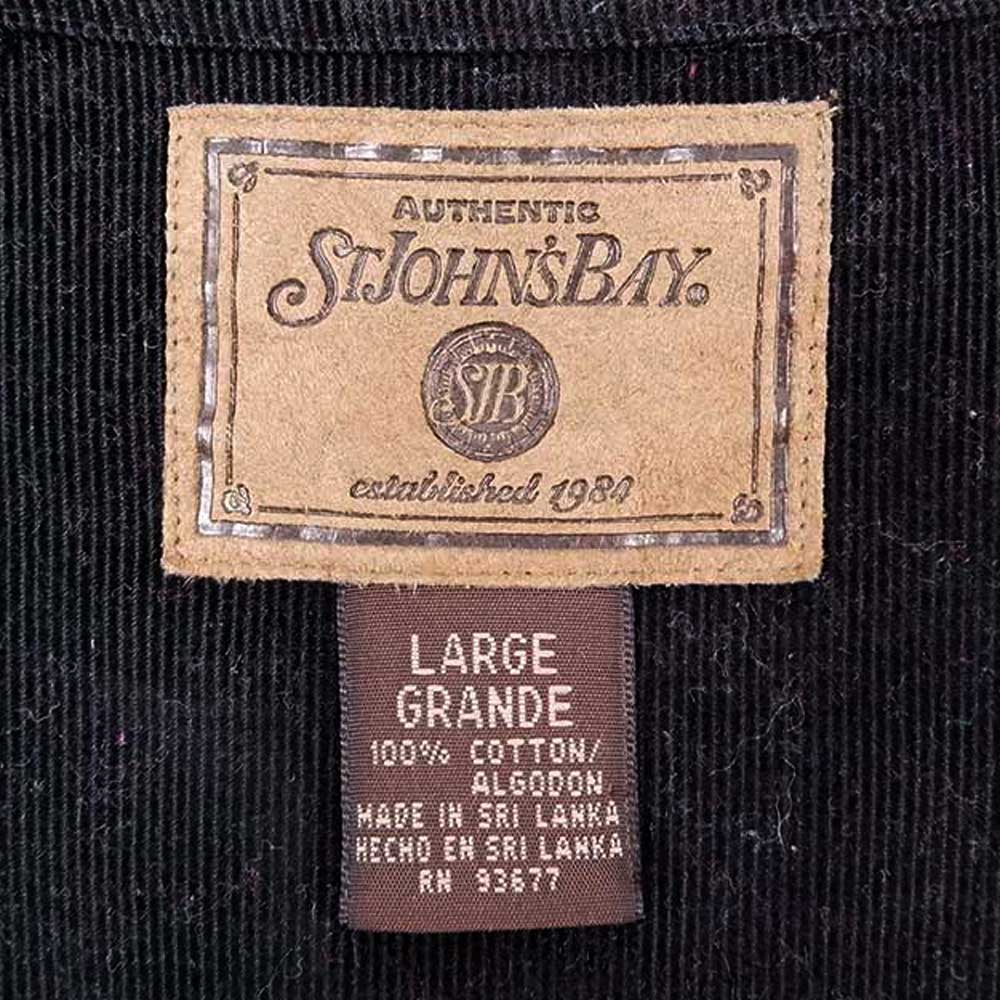 AUTHENTIC
ST JOHN'S BAY®
SJB
established 1984
LARGE
GRANDE
100% COTTON/
ALGODON
MADE IN SRI LANKA
HECHO EN SRI LANKA
RN 93677